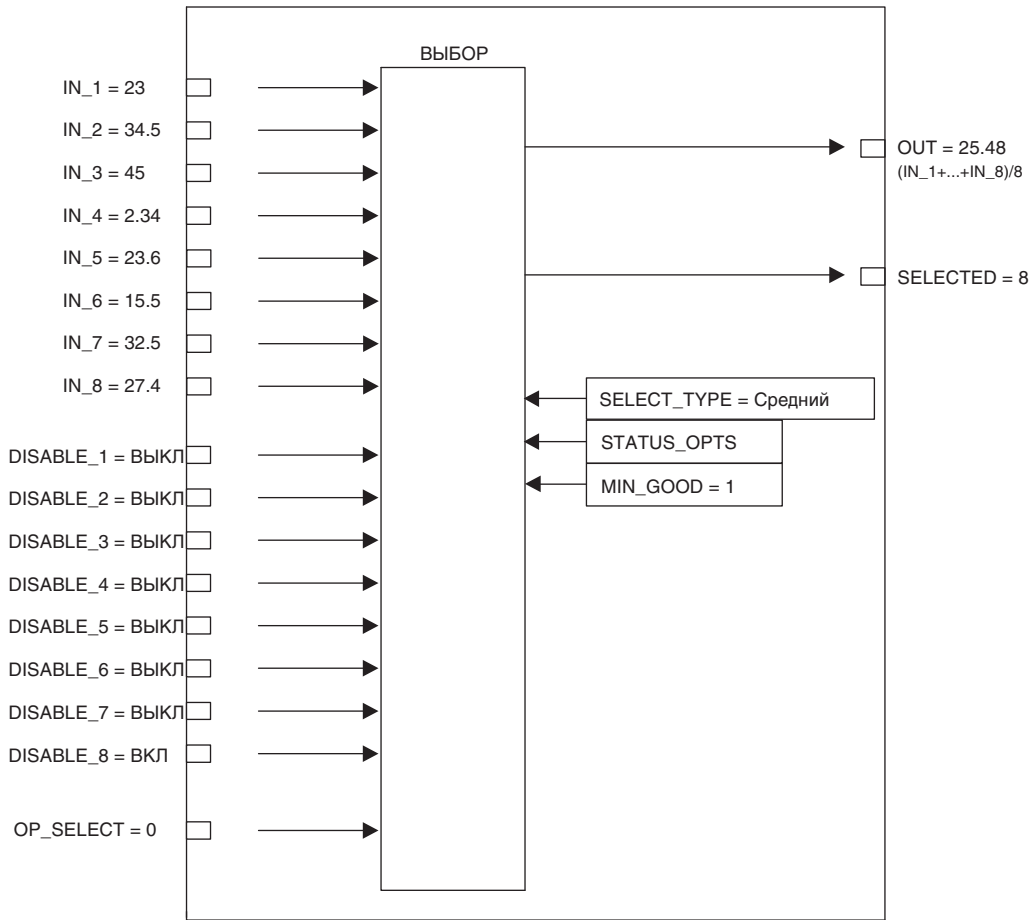 ВЫБОР
IN_1 = 23
IN_2 = 34.5
IN_3 = 45
IN_4 = 2.34
IN_5 = 23.6
IN_6 = 15.5
IN_7 = 32.5
IN_8 = 27.4
DISABLE_1 = ВЫКЛ
DISABLE_2 = ВЫКЛ
DISABLE_3 = ВЫКЛ
DISABLE_4 = ВЫКЛ
DISABLE_5 = ВЫКЛ
DISABLE_6 = ВЫКЛ
DISABLE_7 = ВЫКЛ
DISABLE_8 = ВКЛ
OP_SELECT = 0
OUT = 25.48
(IN_1+...+IN_8)/8
SELECTED = 8
SELECT_TYPE = Средний
STATUS_OPTS
MIN_GOOD = 1